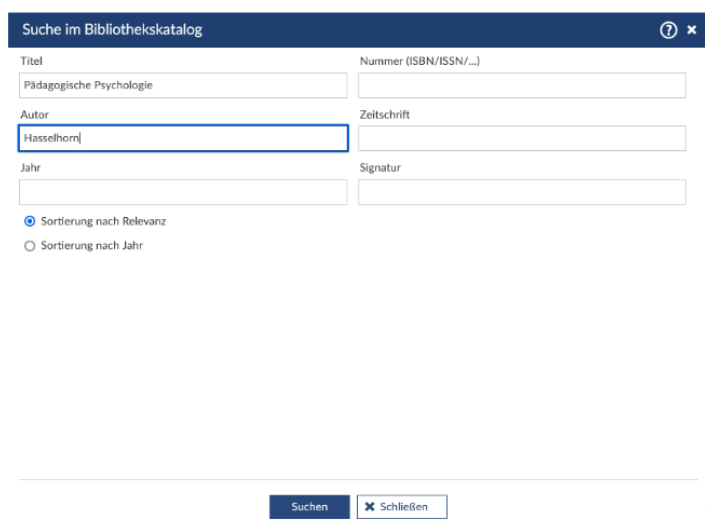 Suche im Bibliothekskatalog
Titel
Nummer (ISBN/ISSN/...)
Pädagogische Psychologie
Autor
Zeitschrift
Hasselhorn
Jahr
Signatur
Sortierung nach Relevanz
Sortierung nach Jahr
Suchen
Schließen